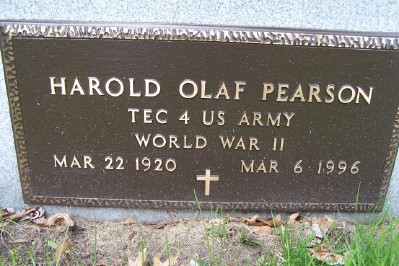 HAROLD OLAF PEARSON
TEC 4 US ARMY
WORLD WAR II
MAR 22 1920 MAR 6 1996